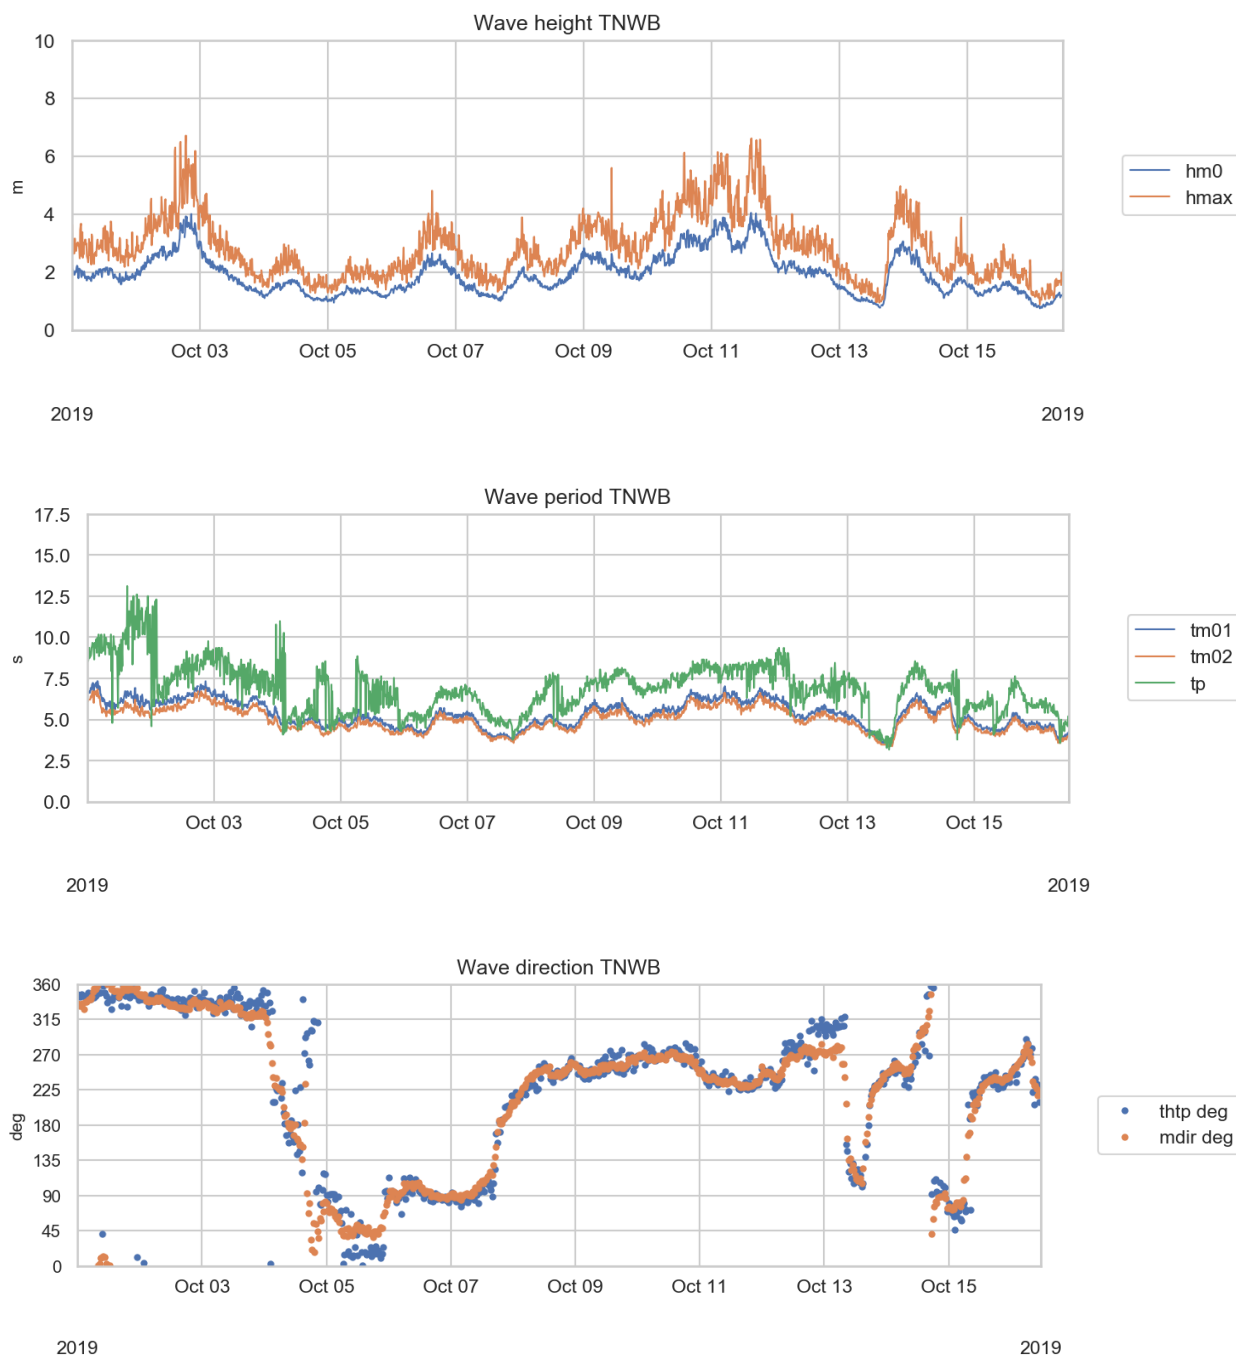 Wave height TNWB
10
8
6
4
2
0
m
Oct 03 Oct 05 Oct 07 Oct 09 Oct 11 Oct 13 Oct 15
2019 2019
hm0
hmax
Wave period TNWB
17.5
15.0
12.5
10.0
7.5
5.0
2.5
0.0
s
Oct 03 Oct 05 Oct 07 Oct 09 Oct 11 Oct 13 Oct 15
2019 2019
tm01
tm02
tp
Wave direction TNWB
360
315
270
225
180
135
90
45
0
deg
Oct 03 Oct 05 Oct 07 Oct 09 Oct 11 Oct 13 Oct 15
2019 2019
thtp deg
mdir deg